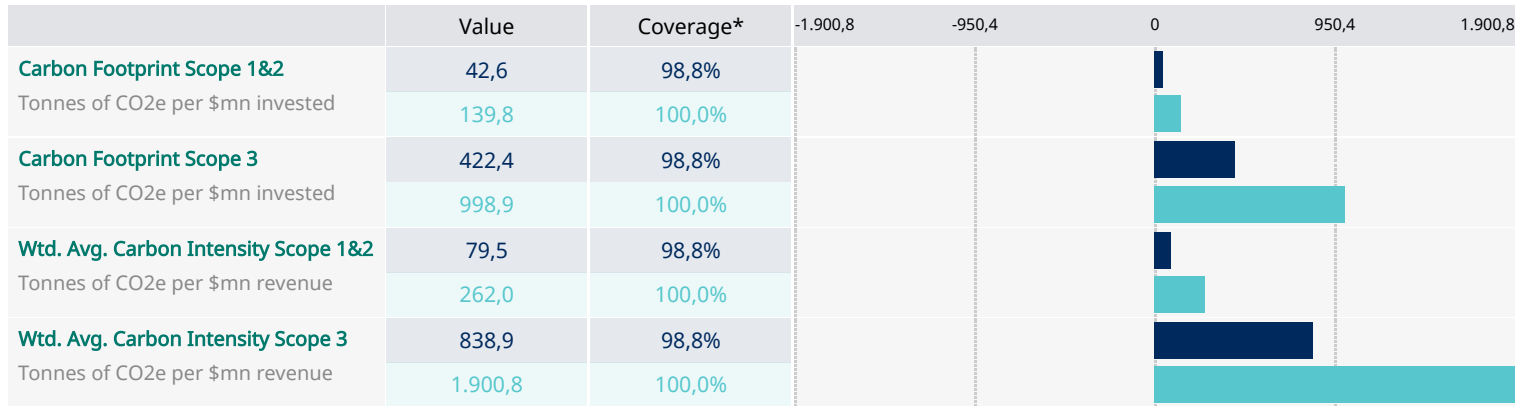 Value Coverage* -1.900,8 -950,4 0 950,4 1.900,8
Carbon Footprint Scope 1&2 42,6 98,8%
Tonnes of CO2e per $mn invested 139,8 100,0%
Carbon Footprint Scope 3 422,4 98,8%
Tonnes of CO2e per $mn invested 998,9 100,0%
Wtd. Avg. Carbon Intensity Scope 1&2 79,5 98,8%
Tonnes of CO2e per $mn revenue 262,0 100,0%
Wtd. Avg. Carbon Intensity Scope 3 838,9 98,8%
Tonnes of CO2e per $mn revenue 1.900,8 100,0%